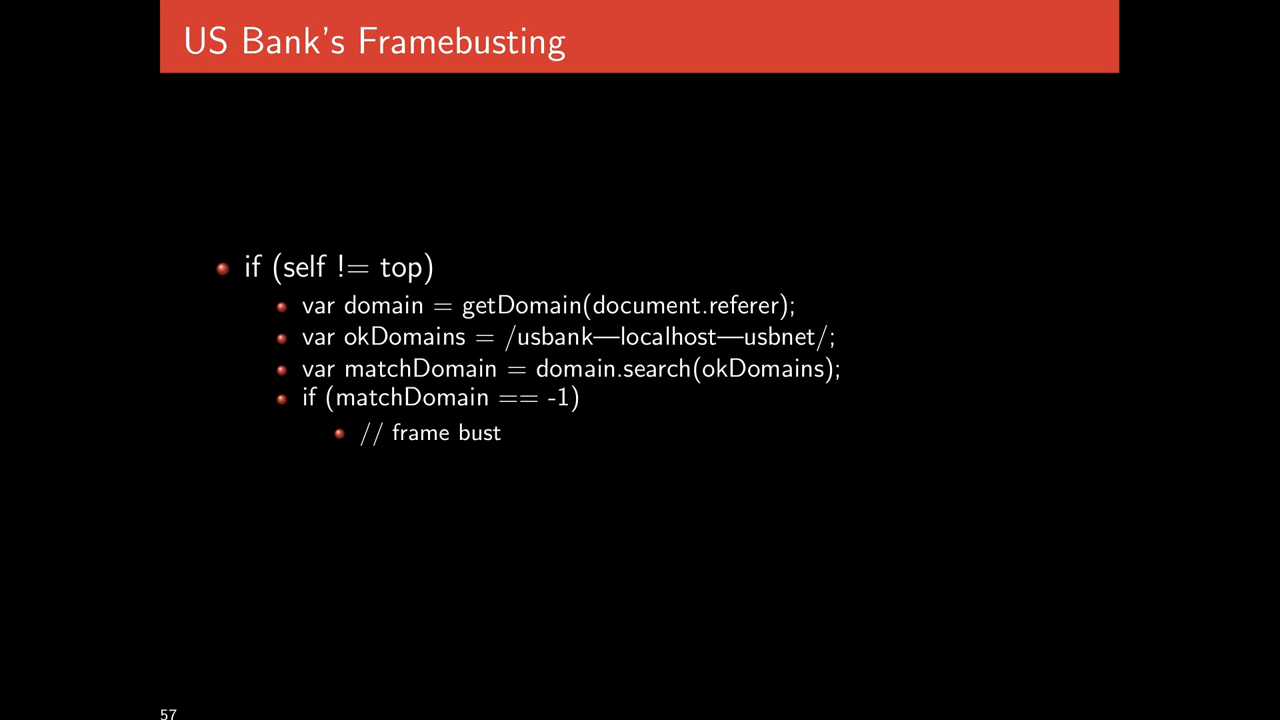 US Bank's Framebusting
if (self != top)
var domain = getDomain(document.referer);
var okDomains = /usbank—localhost—usbnet/;
var matchDomain = domain.search(okDomains);
if (matchDomain == -1)
// frame bust
57